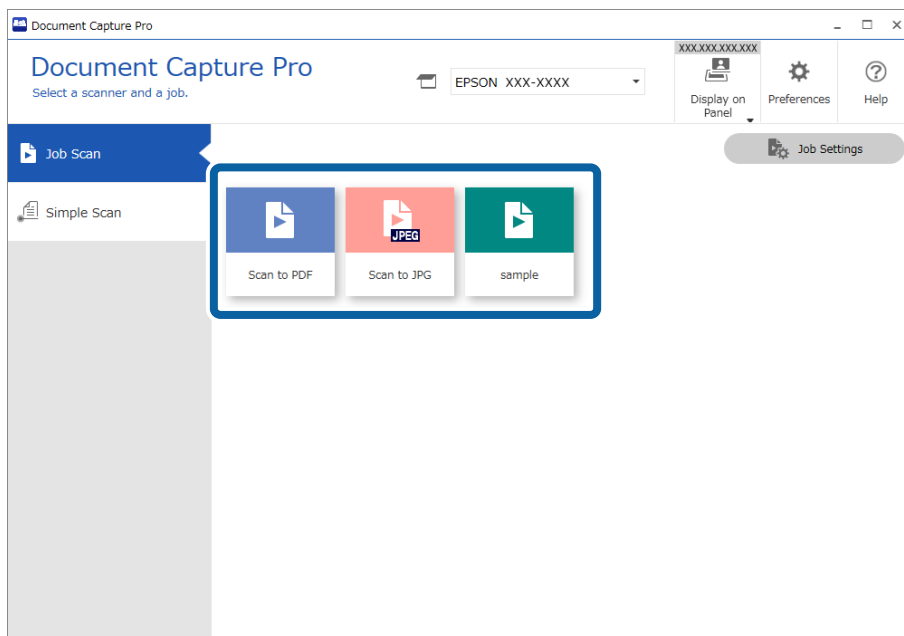 Document Capture Pro
Document Capture Pro
Select a scanner and a job.
EPSON XXX-XXXX
XXX.XXX.XXX.XXX
Display on
Panel
Preferences
Help
Job Scan
Job Settings
Simple Scan
JPEG
Scan to PDF
Scan to JPG
sample